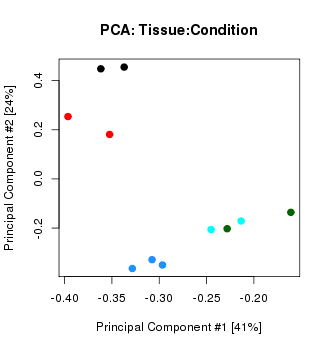 PCA: Tissue:Condition
Principal Component #2 [24%]
0.4
0.2
0.0
-0.2
-0.40 -0.35 -0.30 -0.25 -0.20
Principal Component #1 [41%]